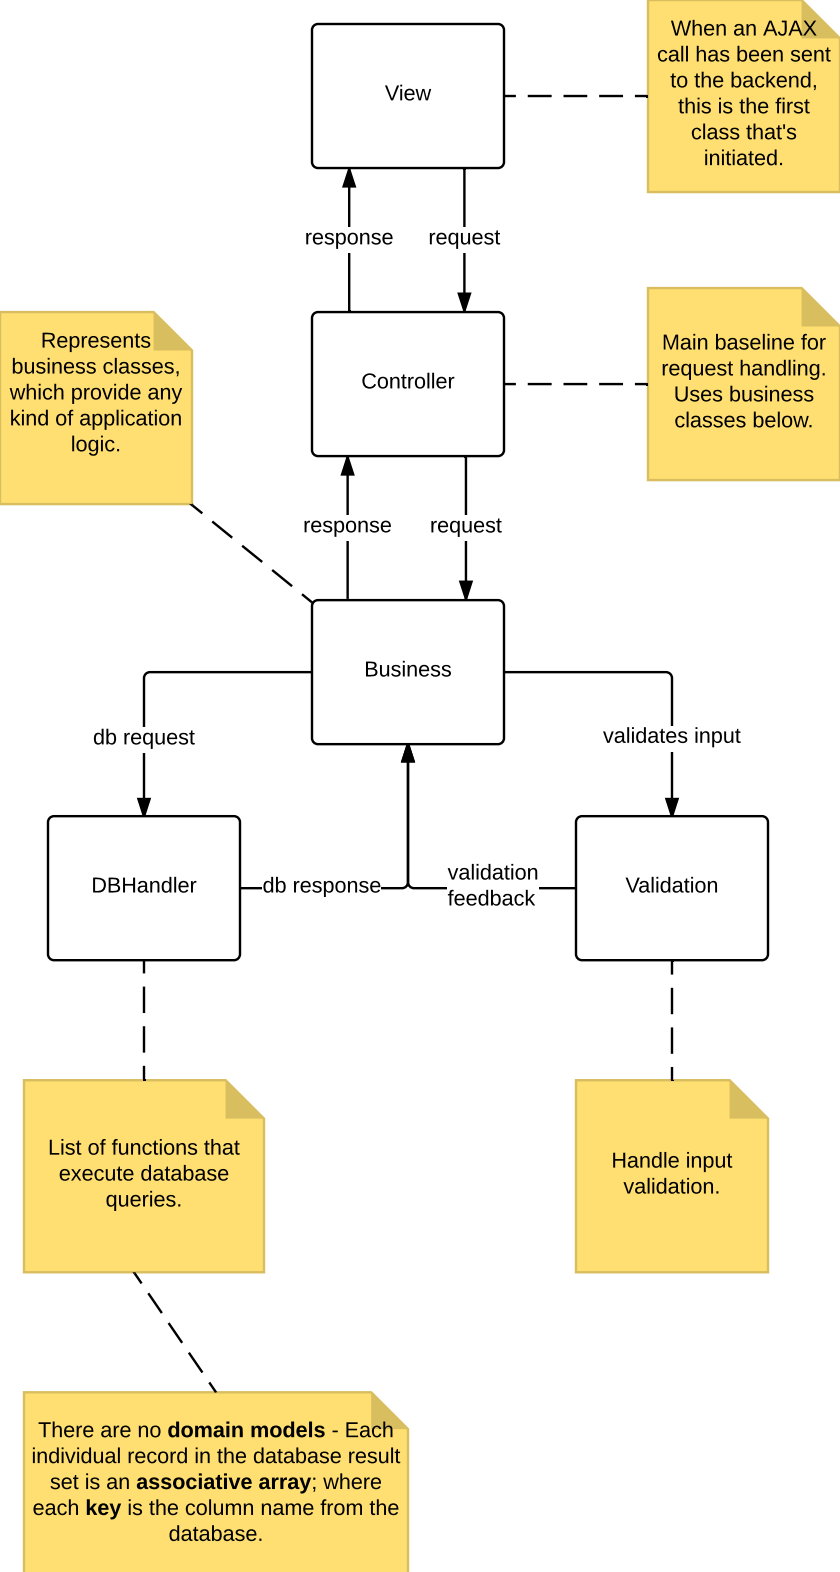 View
When an AJAX
call has been sent
to the backend,
this is the first
class that's
initiated.
response
request
Represents
business classes,
which provide any
kind of application
logic.
Controller
Main baseline for
request handling.
Uses business
classes below.
response
request
Business
db request
validates input
DBHandler
db response
validation
feedback
Validation
List of functions that
execute database
queries.
Handle input
validation.
There are no domain models - Each
individual record in the database result
set is an associative array; where
each key is the column name from the
database.